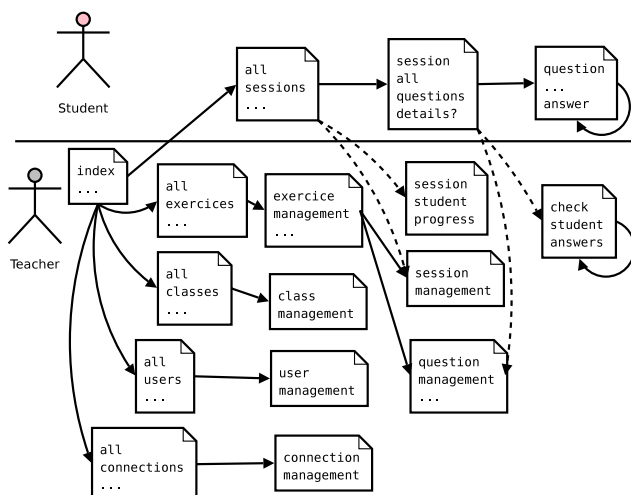 Student
all
sessions
...
session
all
questions
details?
question
...
answer
index
...
Teacher
all
exercices
...
exercice
management
...
session
student
progress
check
student
answers
session
management
all
classes
...
class
management
all
users
...
user
management
question
management
...
all
connections
...
connection
management